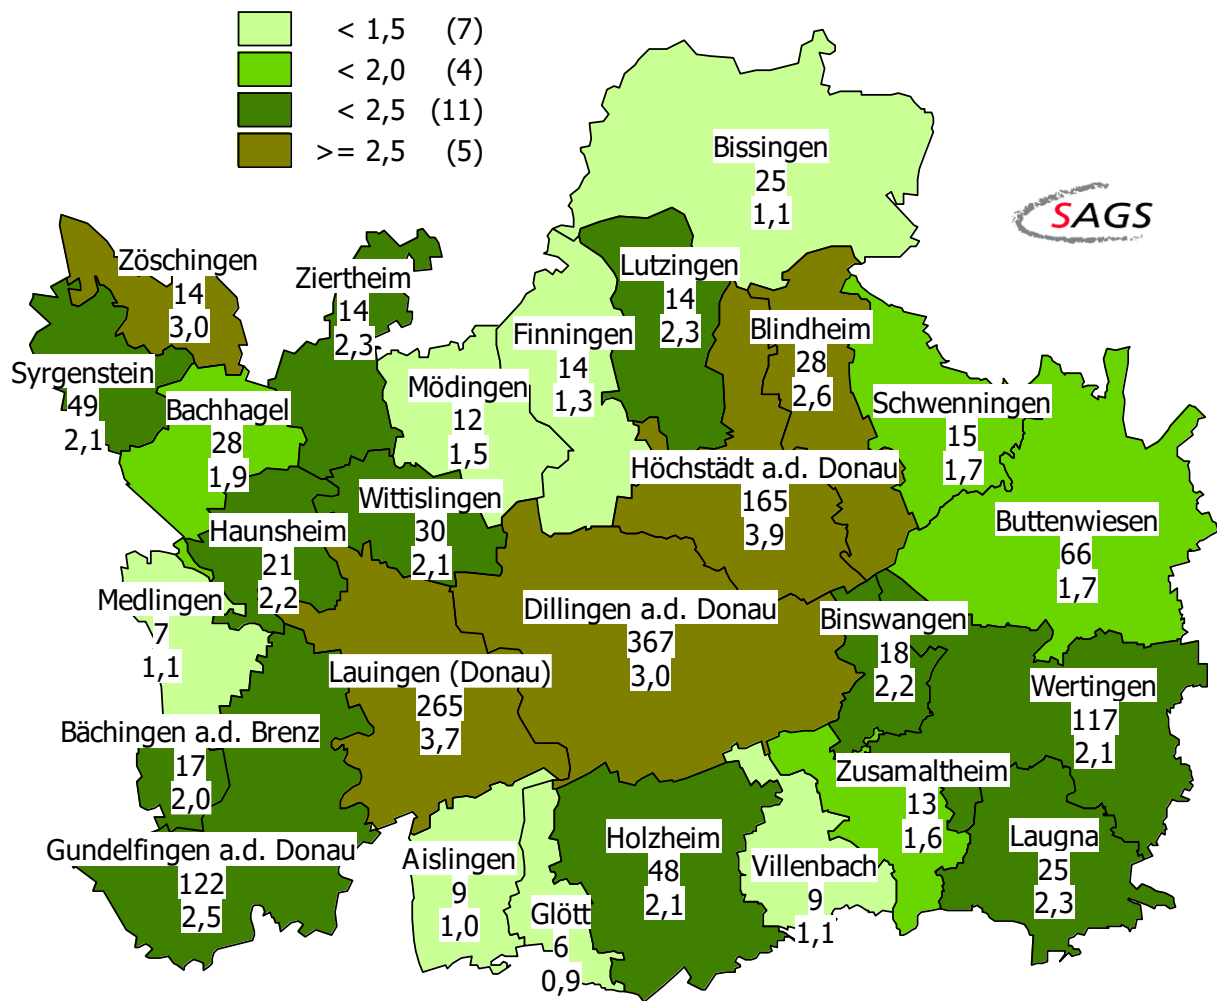 < 1,5 (7)
< 2,0 (4)
< 2,5 (11)
>= 2,5 (5)
SAGS
Bissingen
25
1,1
Zöschingen
14
3,0
Ziertheim
14
2,3
Lutzingen
14
2,3
Blindheim
28
2,6
Finningen
14
1,3
Syrgenstein
49
2,1
Mödingen
12
1,5
Bachhagel
28
1,9
Schwenningen
15
1,7
Höchstädt a.d. Donau
165
3,9
Wittislingen
30
2,1
Haunsheim
21
2,2
Buttenwiesen
66
1,7
Medlingen
7
1,1
Dillingen a.d. Donau
367
3,0
Binswangen
18
2,2
Lauingen (Donau)
265
3,7
Wertingen
117
2,1
Bächingen a.d. Brenz
17
2,0
Zusamaltheim
13
1,6
Gundelfingen a.d. Donau
122
2,5
Aislingen
9
1,0
Holzheim
48
2,1
Villenbach
9
1,1
Laugna
25
2,3
Glött
6
0,9